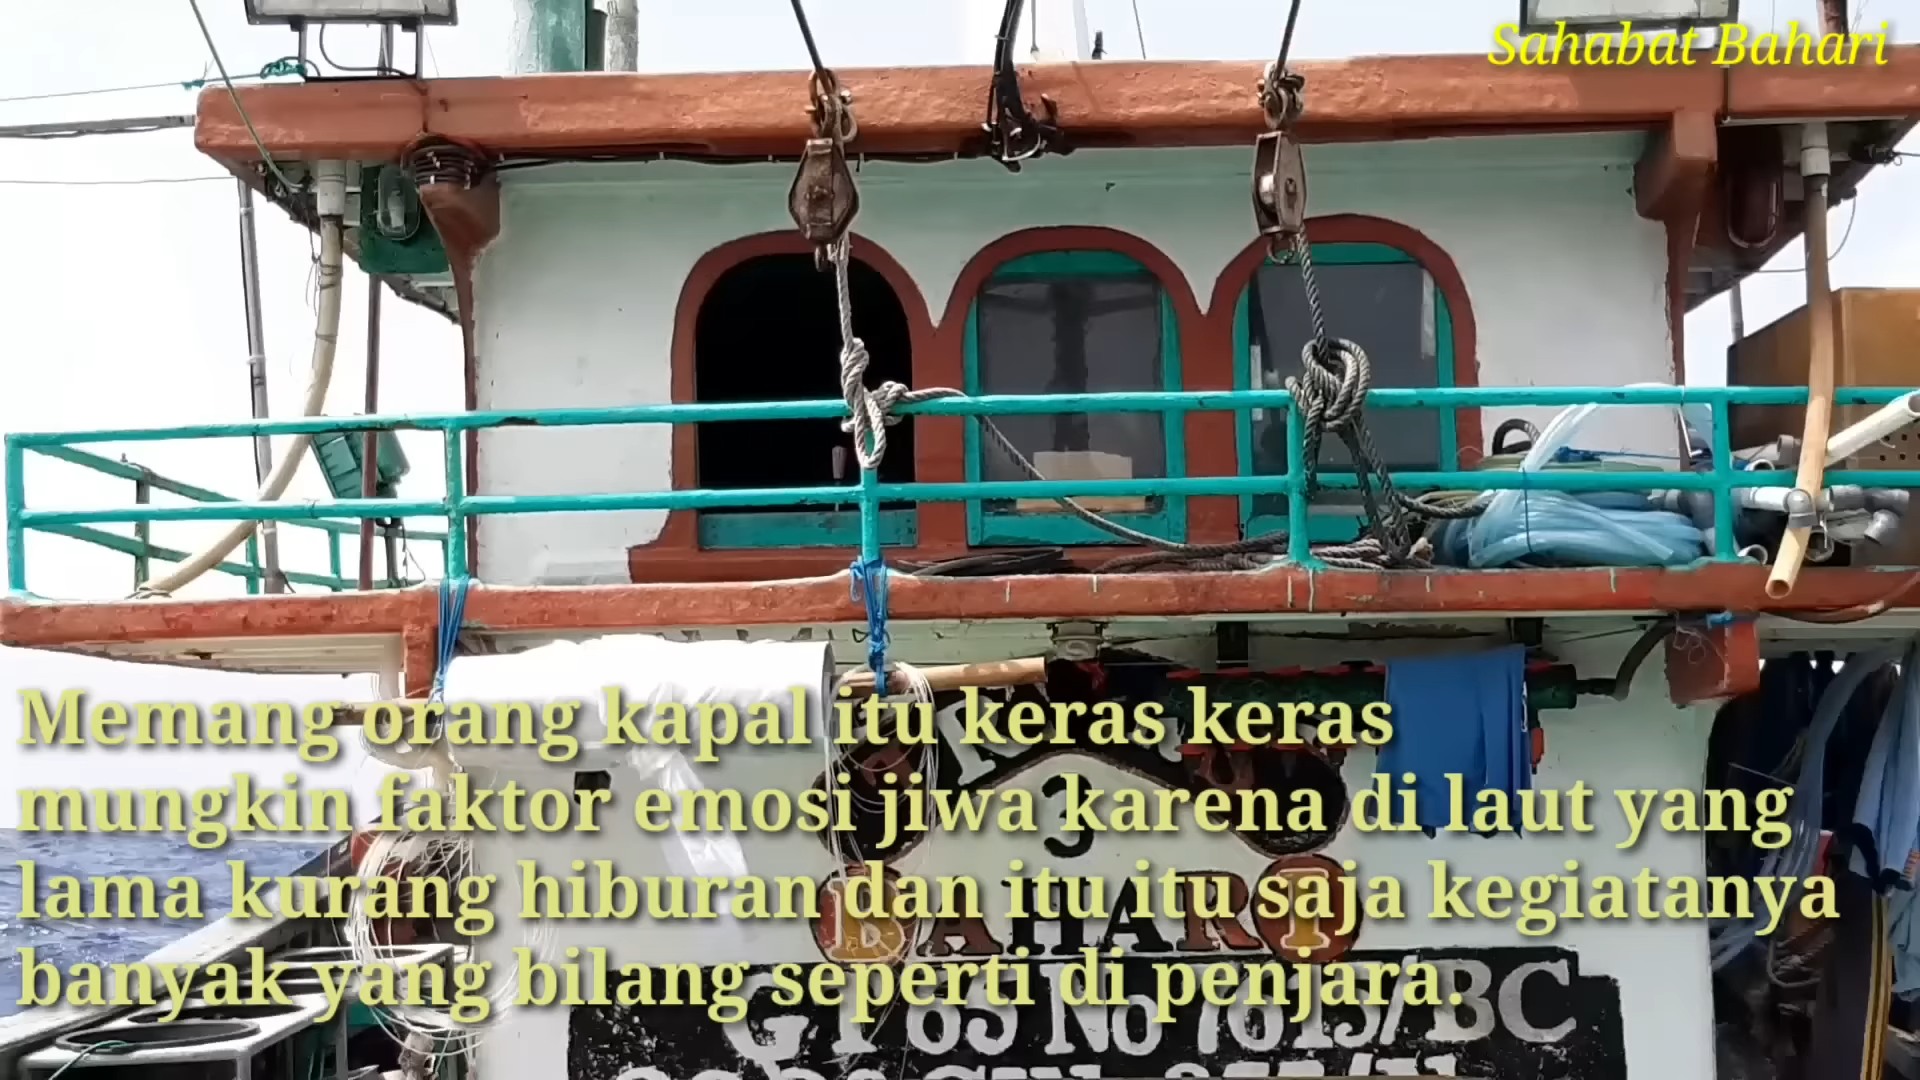 Sahabat Bahari
Memang orang kapal itu keras keras
mungkin faktor emosi jiwa karena di laut yang
3
lama kurang hiburan dan itu itu saja kegiatanya
BAHARI
banyak yang bilang seperti di penjara.
GT 65 No 7615/BC